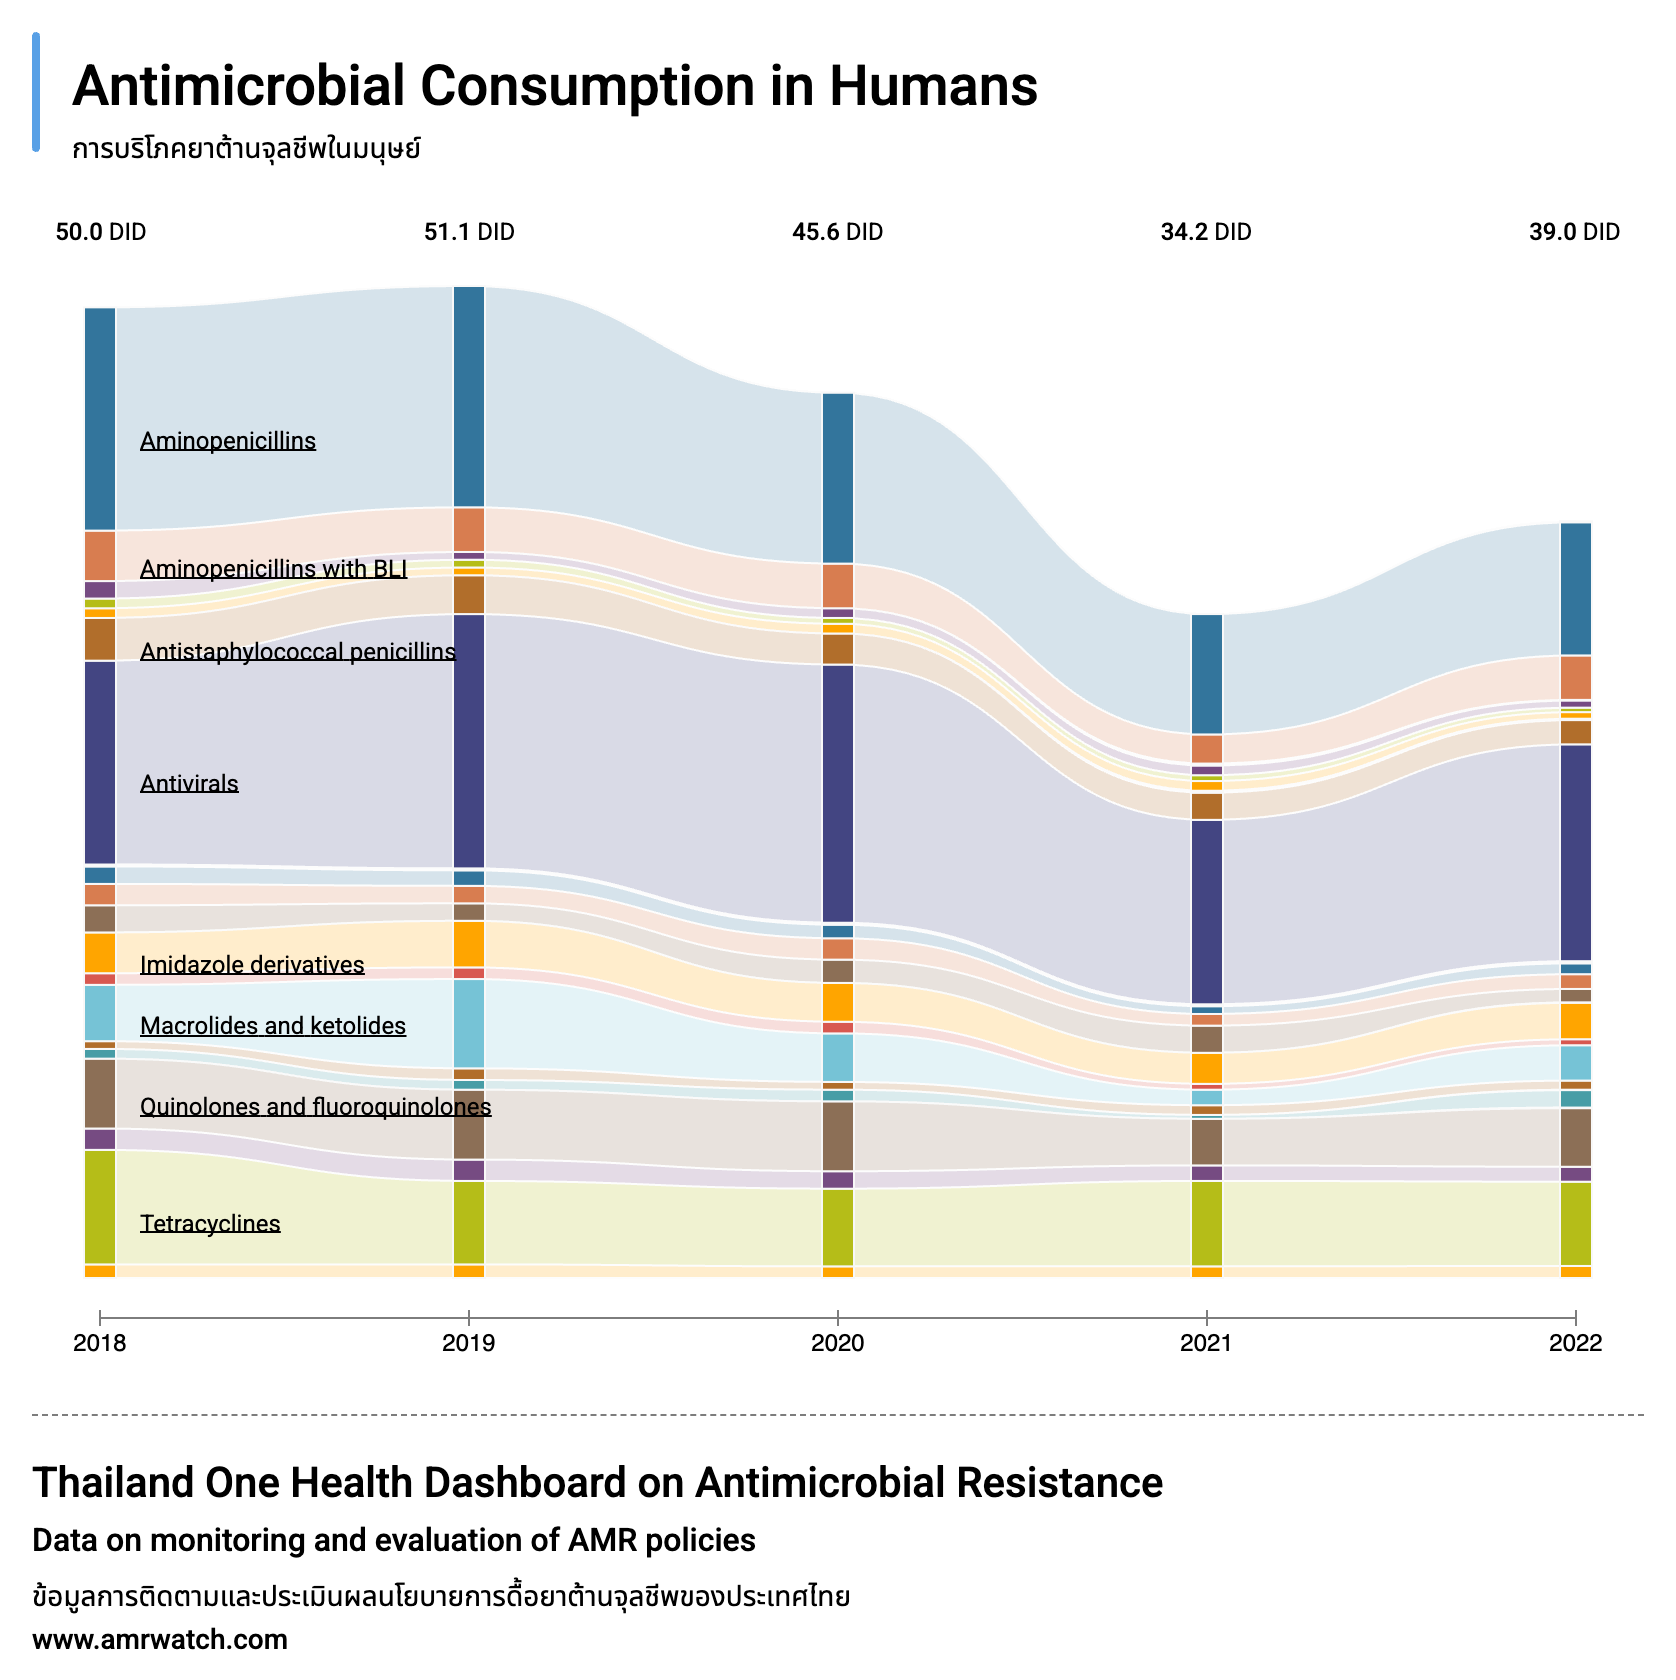 Antimicrobial Consumption in Humans
การบริโภคยาต้านจุลชีพในมนุษย์
50.0 DID 51.1 DID 45.6 DID 34.2 DID 39.0 DID
Aminopenicillins
Aminopenicillins with BLI
Antistaphylococcal penicillins
Antivirals
Imidazole derivatives
Macrolides and ketolides
Quinolones and fluoroquinolones
Tetracyclines
2018 2019 2020 2021 2022
Thailand One Health Dashboard on Antimicrobial Resistance
Data on monitoring and evaluation of AMR policies
ข้อมูลการติดตามและประเมินผลนโยบายการดื้อยาต้านจุลชีพของประเทศไทย
www.amrwatch.com